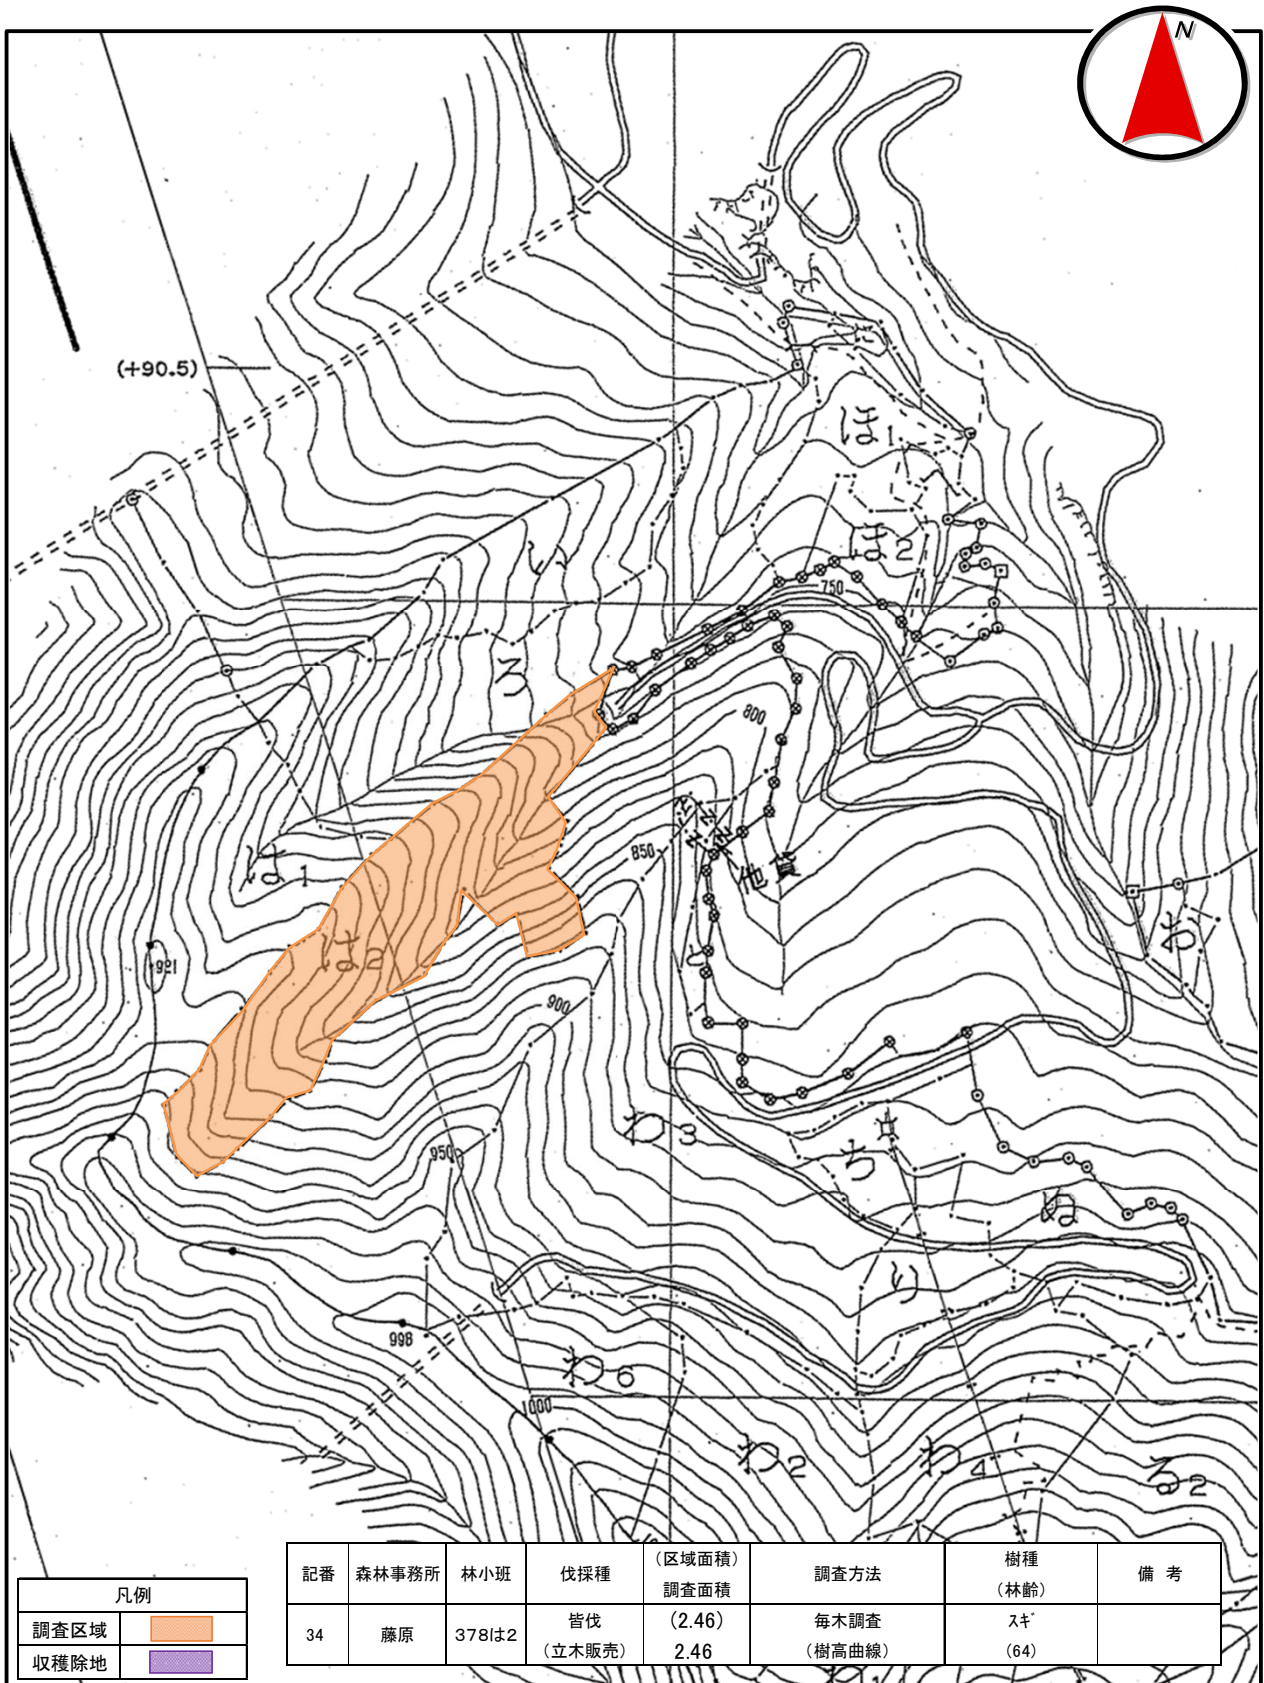 N
(+90.5)
ほ1
ほ2
い
750
ろ
800
850
他貸
は1
は2
921
と
お
900
わ3
950
ち
ぬ
り
998
わ6
1000
わ2
わ4
る2
記番 森林事務所 林小班 伐採種 (区域面積) 調査面積 調査方法 樹種 (林齢) 備 考
34 藤原 378は2 皆伐 (立木販売) (2.46) 2.46 毎木調査 (樹高曲線) スギ (64)
凡例
調査区域
収穫除地